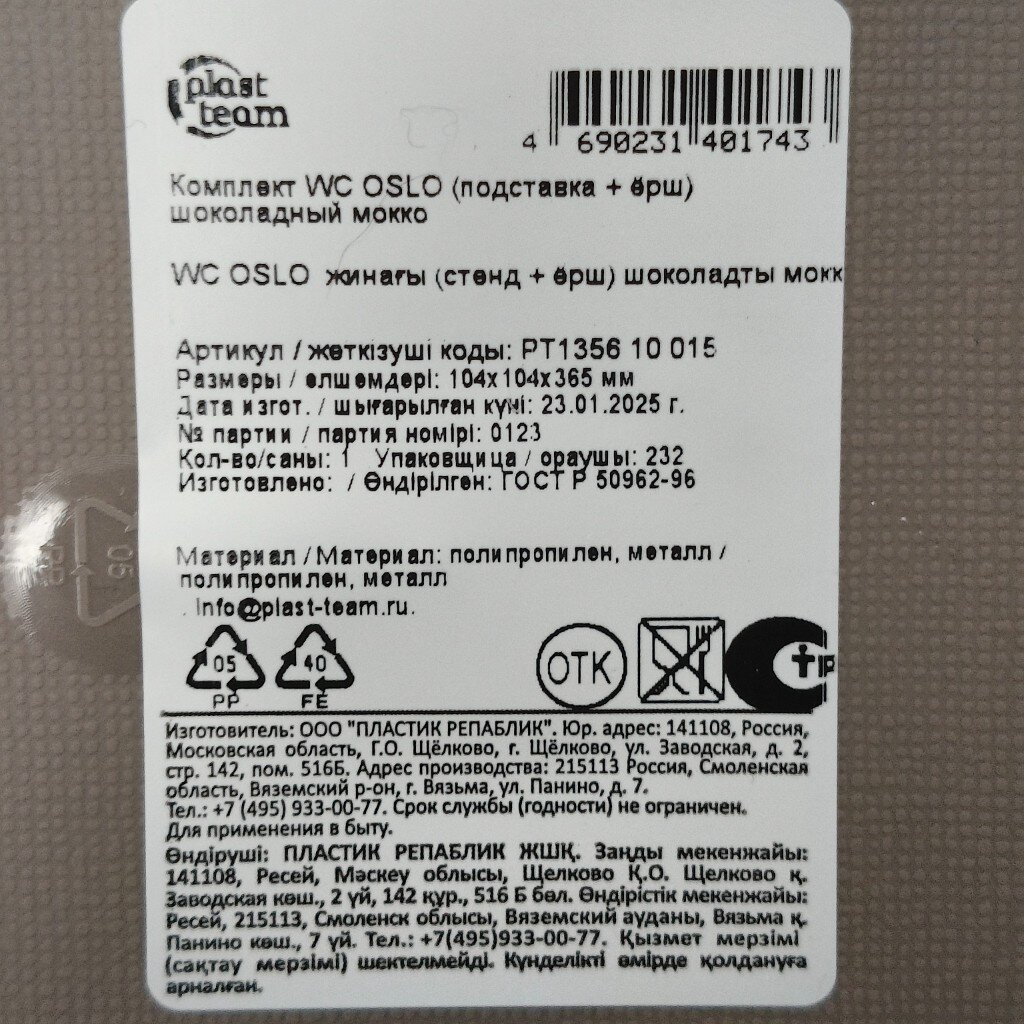 plast
team
4 690231 401743
Комплект WC OSLO (подставка + ёрш)
шоколадный мокко
WC OSLO жинағы (стенд + ёрш) шоколадты мокк
Артикул / жеткізуші коды: PT1356 10 015
Размеры / өлшемдері: 104x104x365 мм
Дата изгот. / шығарылған күні: 23.01.2025 г.
№ партии / партия номірі: 0123
Кол-во/саны: 1 Упаковщица / ораушы: 232
Изготовлено: / Өндірілген: ГОСТ Р 50962-96
Материал / Материал: полипропилен, металл /
полипропилен, металл
. Info@plast-team.ru.
05
PP
40
FE
ОТК
Изготовитель: ООО "ПЛАСТИК РЕПАБЛИК". Юр. адрес: 141108, Россия,
Московская область, Г.О. Щёлково, г. Щёлково, ул. Заводская, д. 2,
стр. 142, пом. 516Б. Адрес производства: 215113 Россия, Смоленская
область, Вяземский р-он, г. Вязьма, ул. Панино, д. 7.
Тел.: +7 (495) 933-00-77. Срок службы (годности) не ограничен.
Для применения в быту.
Өндіруші: ПЛАСТИК РЕПАБЛИК ЖШҚ. Заңды мекенжайы:
141108, Ресей, Мәскеу облысы, Щелково Қ.О. Щелково қ.
Заводская көш., 2 үй, 142 құр., 516 Б бөл. Өндірістік мекенжайы:
Ресей, 215113, Смоленск облысы, Вяземский ауданы, Вязьма қ.
Панино көш., 7 үй. Тел.: +7(495)933-00-77. Қызмет мерзімі
(сақтау мерзімі) шектелмейді. Күнделікті өмірде қолдануға
арналған.